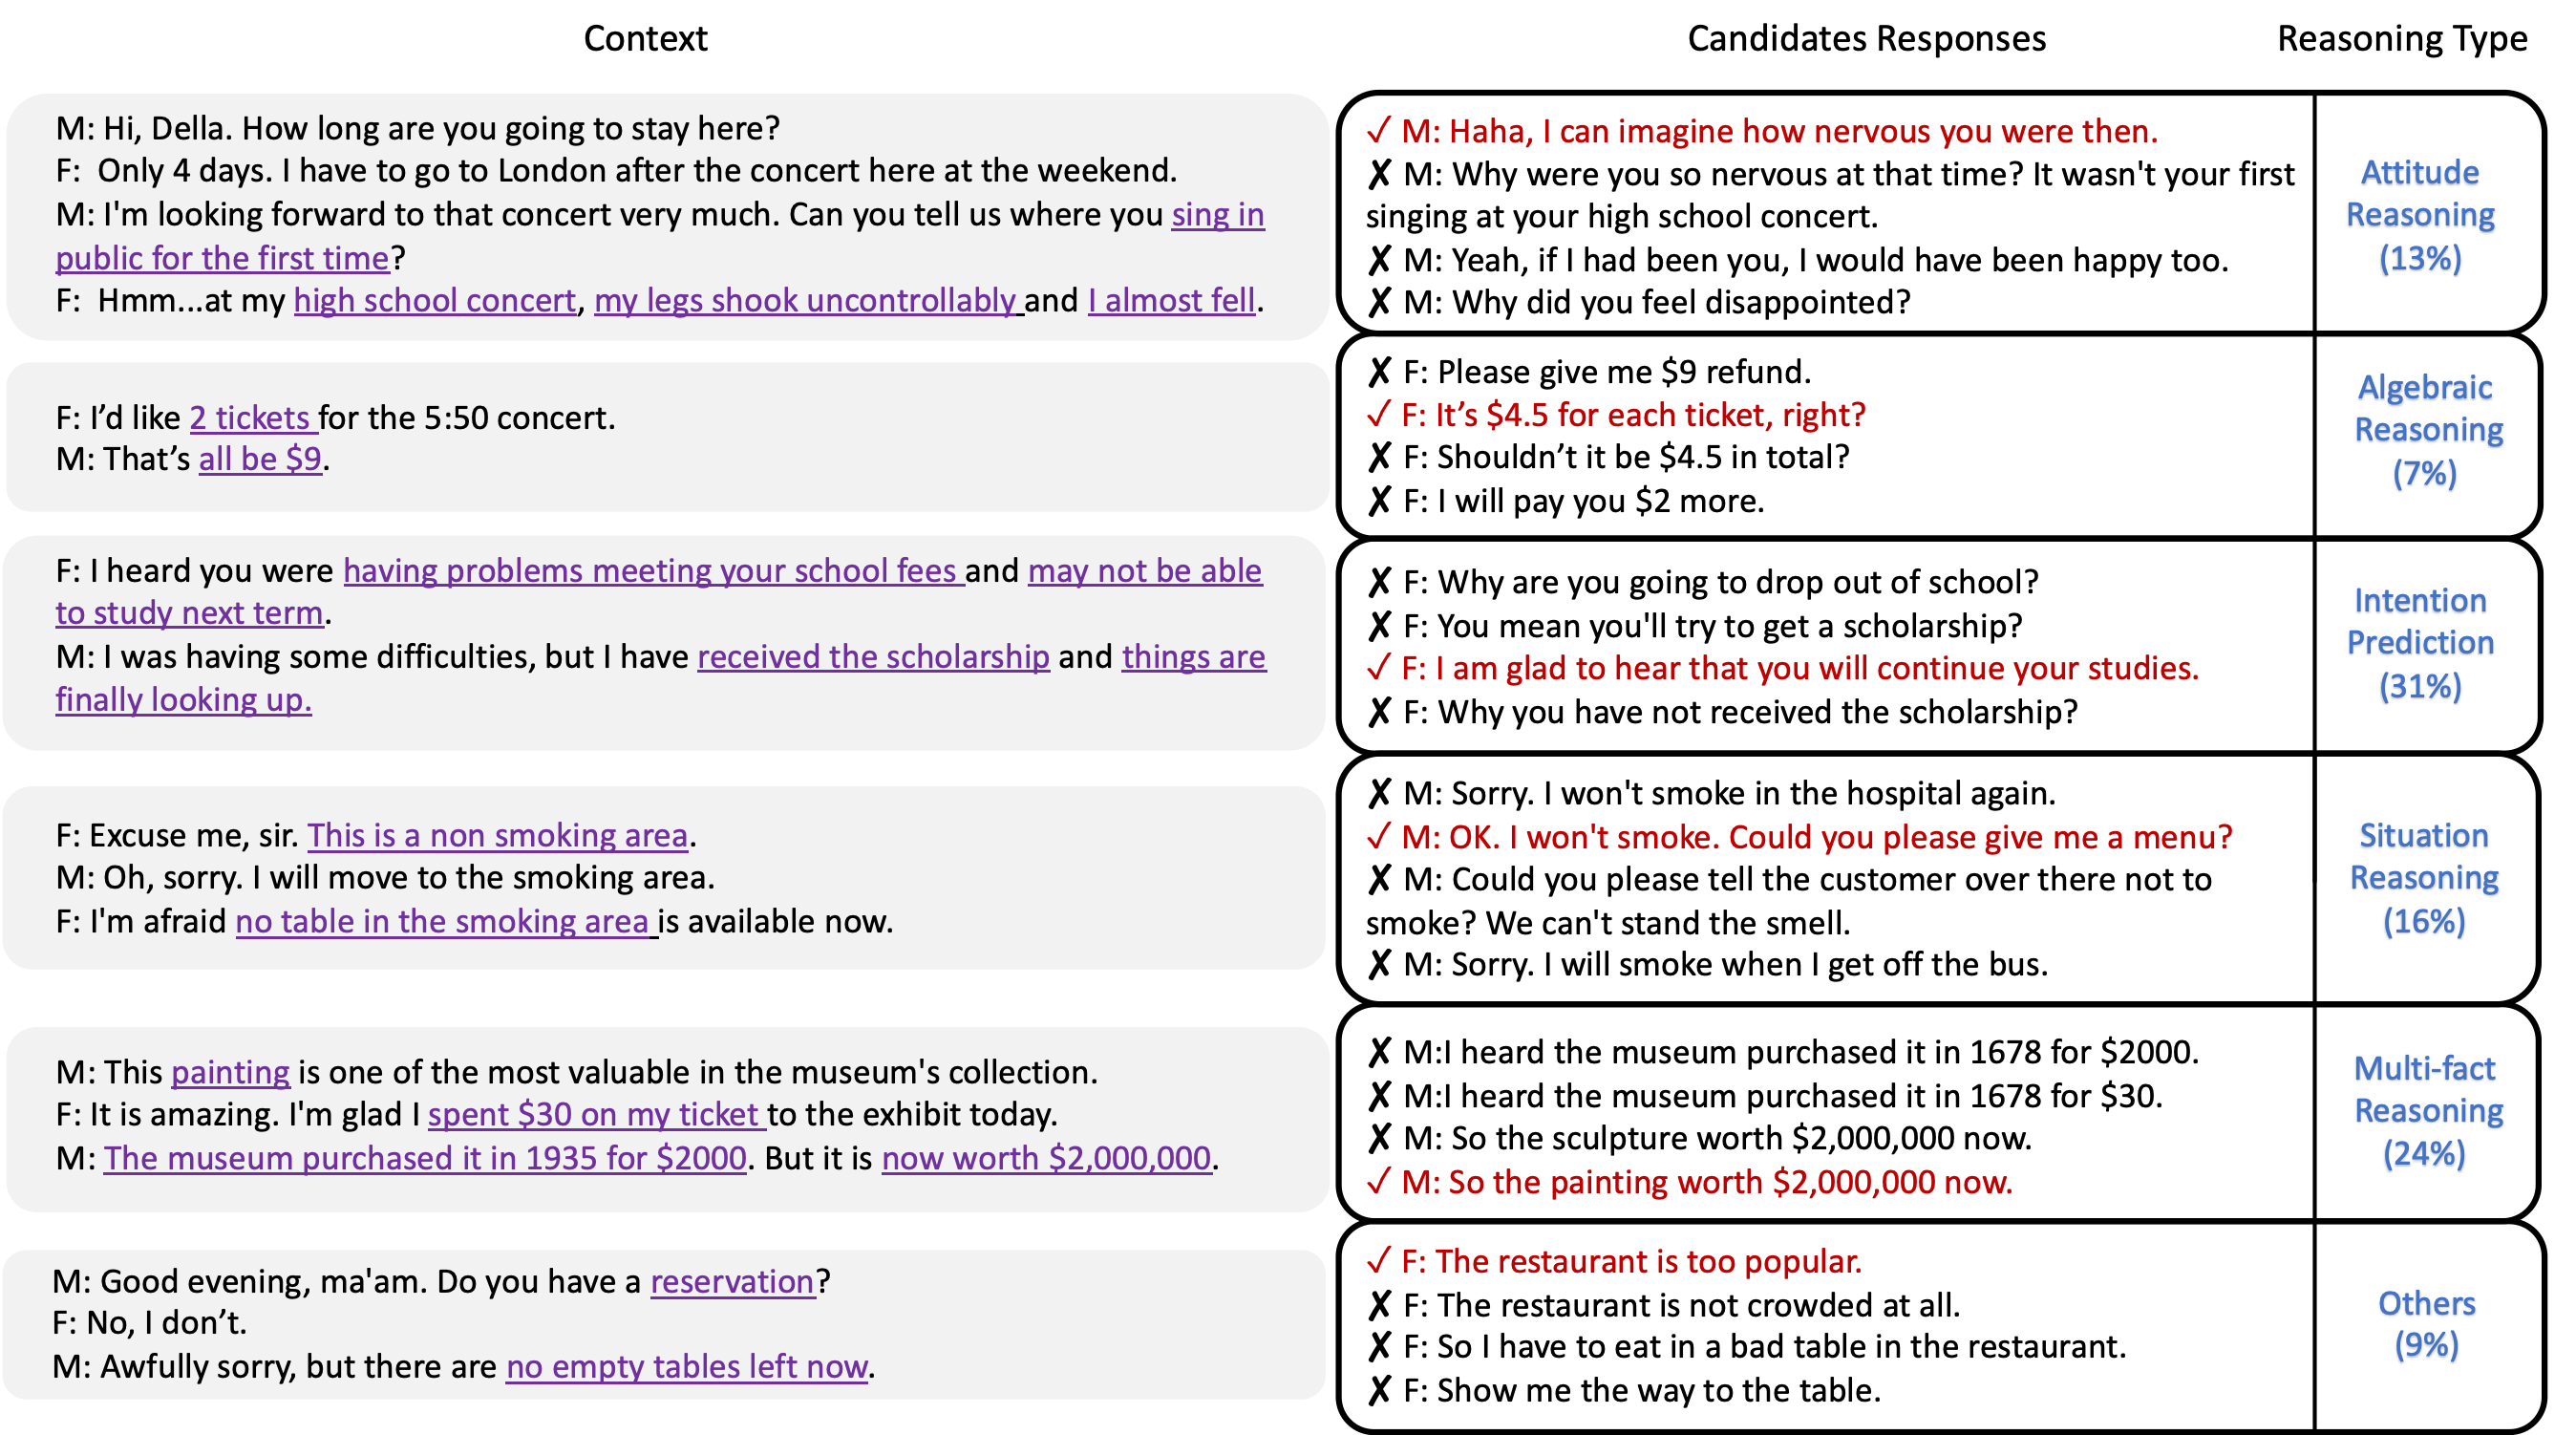 Context
Candidates Responses
Reasoning Type
M: Hi, Della. How long are you going to stay here?
F:  Only 4 days. I have to go to London after the concert here at the weekend.
M: I'm looking forward to that concert very much. Can you tell us where you sing in
public for the first time?
F:  Hmm...at my high school concert, my legs shook uncontrollably and I almost fell.
✓ M: Haha, I can imagine how nervous you were then.
✗ M: Why were you so nervous at that time? It wasn't your first
singing at your high school concert.
✗ M: Yeah, if I had been you, I would have been happy too.
✗ M: Why did you feel disappointed?
Attitude
Reasoning
(13%)
F: I’d like 2 tickets for the 5:50 concert.
M: That’s all be $9.
✗ F: Please give me $9 refund.
✓ F: It’s $4.5 for each ticket, right?
✗ F: Shouldn’t it be $4.5 in total?
✗ F: I will pay you $2 more.
Algebraic
Reasoning
(7%)
F: I heard you were having problems meeting your school fees and may not be able
to study next term.
M: I was having some difficulties, but I have received the scholarship and things are
finally looking up.
✗ F: Why are you going to drop out of school?
✗ F: You mean you'll try to get a scholarship?
✓ F: I am glad to hear that you will continue your studies.
✗ F: Why you have not received the scholarship?
Intention
Prediction
(31%)
F: Excuse me, sir. This is a non smoking area.
M: Oh, sorry. I will move to the smoking area.
F: I'm afraid no table in the smoking area is available now.
✗ M: Sorry. I won't smoke in the hospital again.
✓ M: OK. I won't smoke. Could you please give me a menu?
✗ M: Could you please tell the customer over there not to
smoke? We can't stand the smell.
✗ M: Sorry. I will smoke when I get off the bus.
Situation
Reasoning
(16%)
M: This painting is one of the most valuable in the museum's collection.
F: It is amazing. I'm glad I spent $30 on my ticket to the exhibit today.
M: The museum purchased it in 1935 for $2000. But it is now worth $2,000,000.
✗ M:I heard the museum purchased it in 1678 for $2000.
✗ M:I heard the museum purchased it in 1678 for $30.
✗ M: So the sculpture worth $2,000,000 now.
✓ M: So the painting worth $2,000,000 now.
Multi-fact
Reasoning
(24%)
M: Good evening, ma'am. Do you have a reservation?
F: No, I don’t.
M: Awfully sorry, but there are no empty tables left now.
✓ F: The restaurant is too popular.
✗ F: The restaurant is not crowded at all.
✗ F: So I have to eat in a bad table in the restaurant.
✗ F: Show me the way to the table.
Others
(9%)